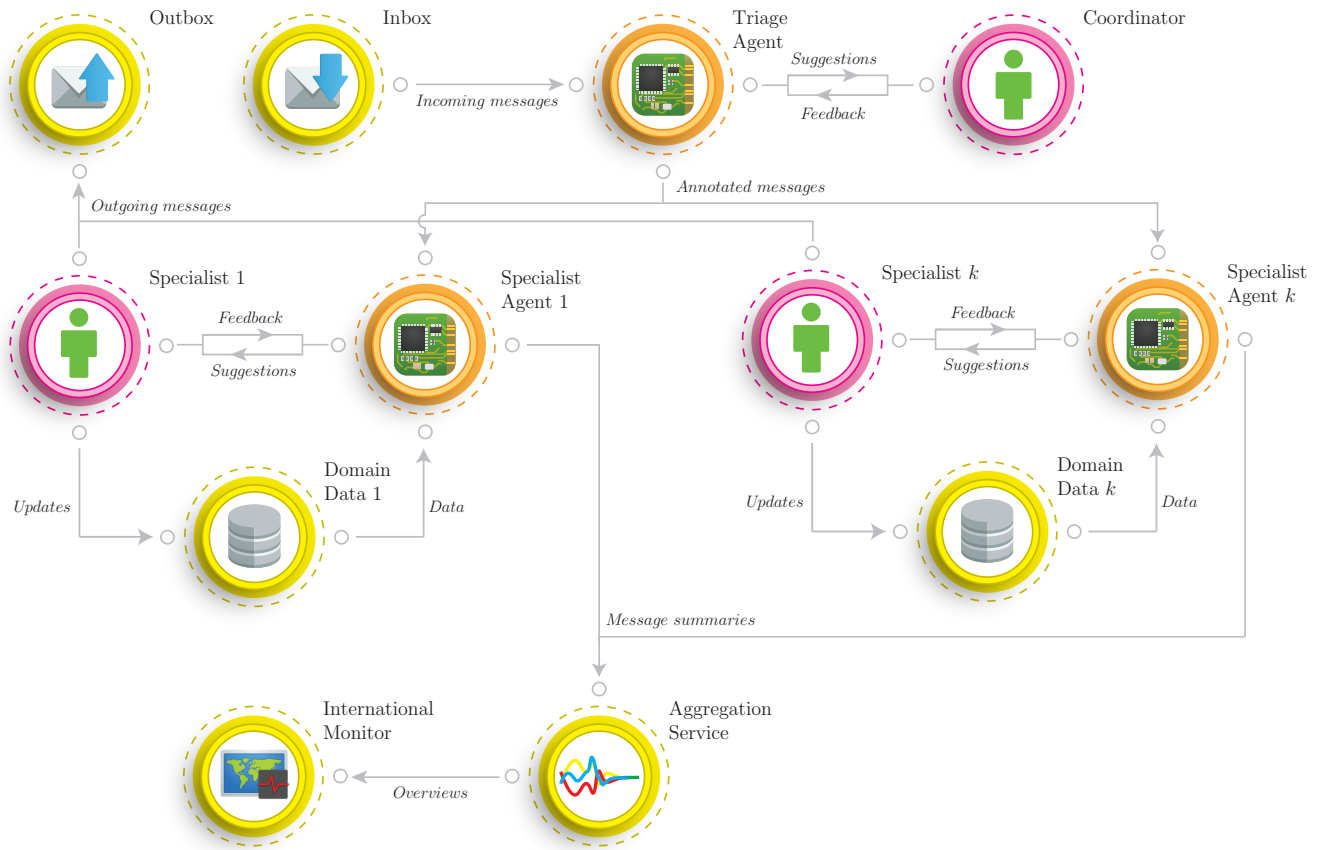 Outbox
Inbox
Triage
Agent
Coordinator
Suggestions
Incoming messages
Feedback
Annotated messages
Outgoing messages
Specialist 1
Specialist
Agent 1
Specialist k
Specialist
Agent k
Feedback
Suggestions
Feedback
Suggestions
Domain
Data 1
Domain
Data k
Updates
Data
Updates
Data
Message summaries
International
Monitor
Aggregation
Service
Overviews